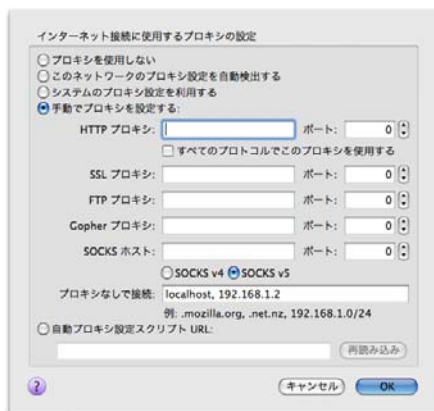 インターネット接続に使用するプロキシの設定
プロキシを使用しない
このネットワークのプロキシ設定を自動検出する
システムのプロキシ設定を利用する
手動でプロキシを設定する:
HTTP プロキシ: ポート: 0
すべてのプロトコルでこのプロキシを使用する
SSL プロキシ: ポート: 0
FTP プロキシ: ポート: 0
Gopher プロキシ: ポート: 0
SOCKS ホスト: ポート: 0
SOCKS v4 SOCKS v5
プロキシなしで接続: localhost, 192.168.1.2
例: .mozilla.org, .net.nz, 192.168.1.0/24
自動プロキシ設定スクリプト URL:
再読み込み
? キャンセル OK